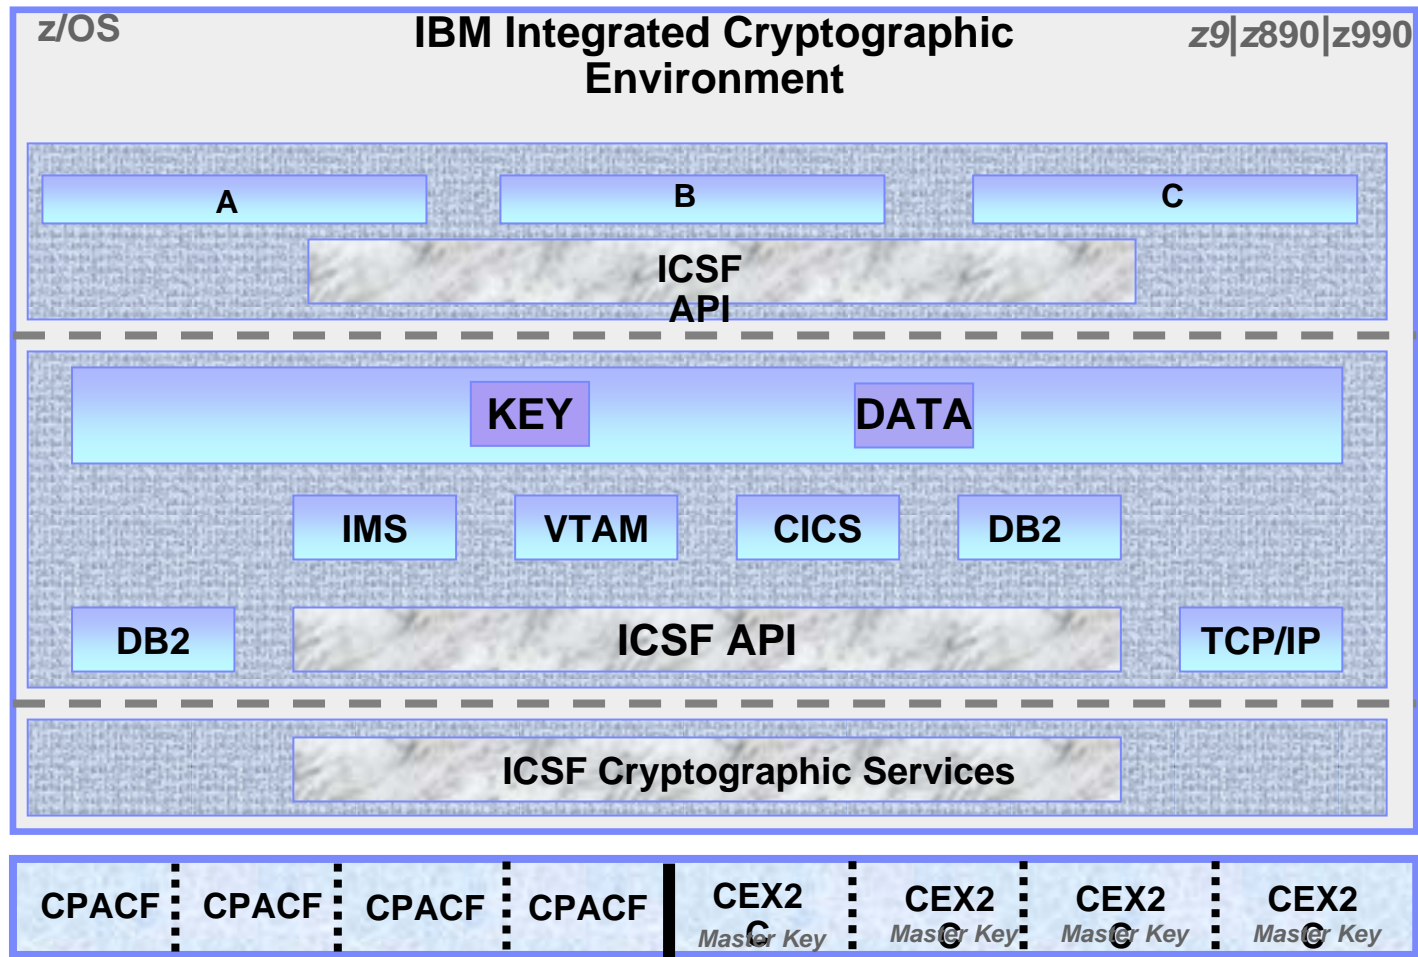 z/OS
IBM Integrated Cryptographic
Environment
z9|z890|z990
A
B
C
ICSF
API
KEY
DATA
IMS
VTAM
CICS
DB2
DB2
ICSF API
TCP/IP
ICSF Cryptographic Services
CPACF
CPACF
CPACF
CPACF
CEX2
C
Master Key
CEX2
C
Master Key
CEX2
C
Master Key
CEX2
C
Master Key